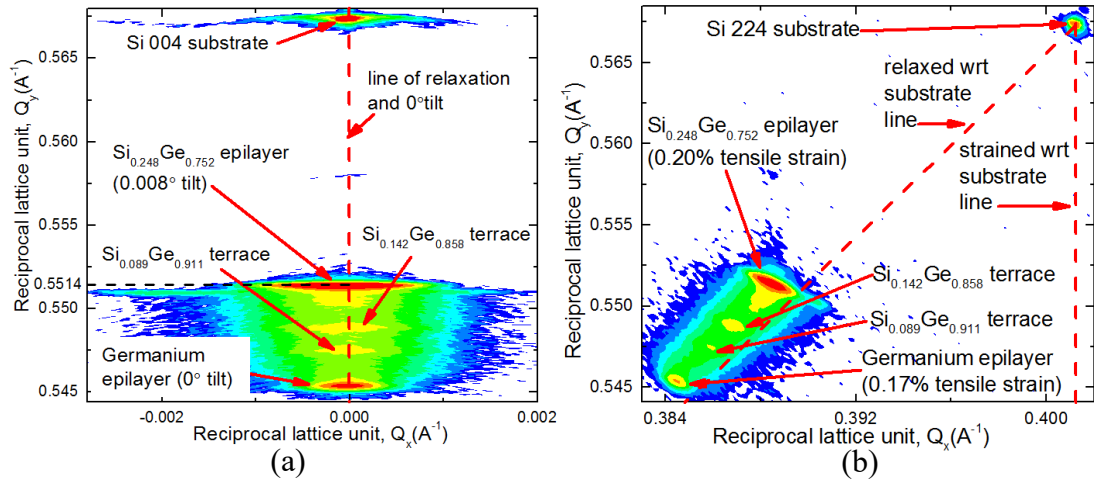 Si 004 substrate
line of relaxation
and 0°tilt
Si0.248Ge0.752 epilayer
(0.008° tilt)
Si0.089Ge0.911 terrace
Si0.142Ge0.858 terrace
Germanium
epilayer (0° tilt)
0.565
0.560
0.555
0.5514
0.550
0.545
Reciprocal lattice unit, Qy(A-1)
-0.002
0.000
0.002
Reciprocal lattice unit, Qx(A-1)
(a)
Si 224 substrate
relaxed wrt
substrate
line
Si0.248Ge0.752 epilayer
(0.20% tensile strain)
strained wrt
substrate
line
Si0.142Ge0.858 terrace
Si0.089Ge0.911 terrace
Germanium epilayer
(0.17% tensile strain)
0.565
0.560
0.555
0.550
0.545
Reciprocal lattice unit, Qy(A-1)
0.384
0.392
0.400
Reciprocal lattice unit, Qx(A-1)
(b)